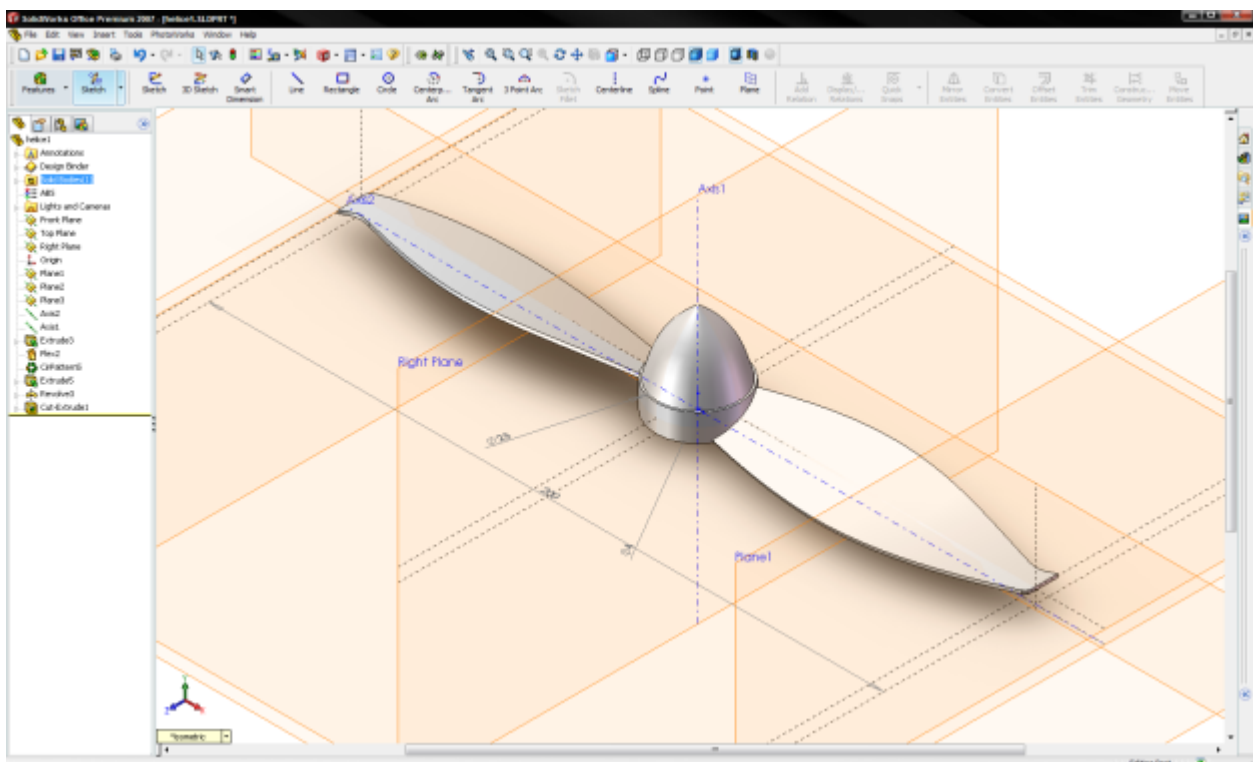 SolidWorks Office Premium 2007 - [helice1.SLDPRT *]
File Edit View Insert Tools PhotoWorks Window Help
Features Sketch Sketch 3D Sketch Smart Dimension Line Rectangle Circle Centerp... Arc Tangent Arc 3 Point Arc Sketch Fillet Centerline Spline Point Plane Add Relation Display/... Relations Quick Snaps Mirror Entities Convert Entities Offset Entities Trim Entities Construc... Geometry Move Entities
helice1
Annotations
Design Binder
Solid Bodies(1)
Lights and Cameras
Front Plane
Top Plane
Right Plane
Origin
Plane1
Plane2
Plane3
Axis2
Axis1
Extrude3
Flex2
CirPattern5
Extrude5
Revolve3
Cut-Extrude1
Axis1
Axis2
Right Plane
Plane1
*Isometric